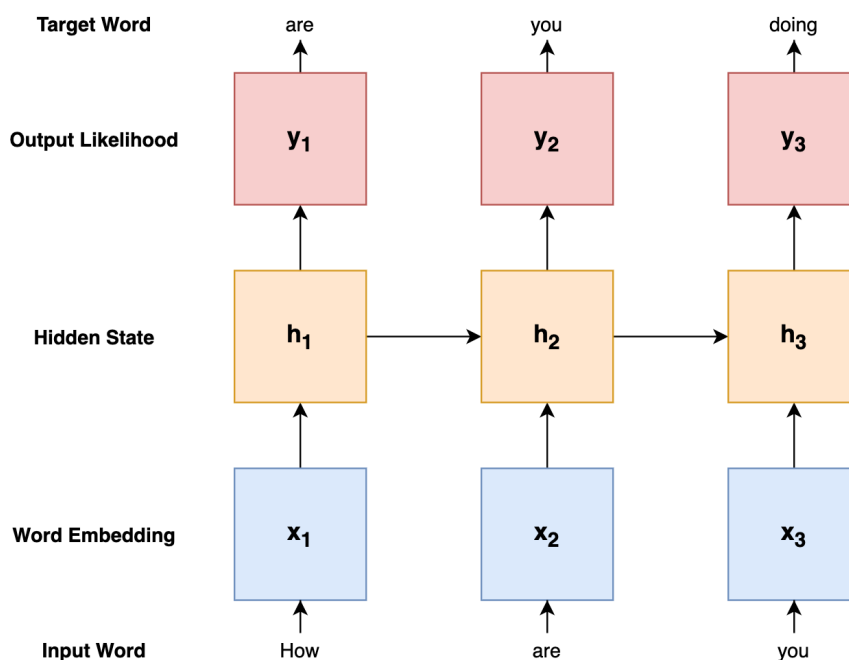 Target Word are you doing
Output Likelihood y₁ y₂ y₃
Hidden State h₁ h₂ h₃
Word Embedding x₁ x₂ x₃
Input Word How are you